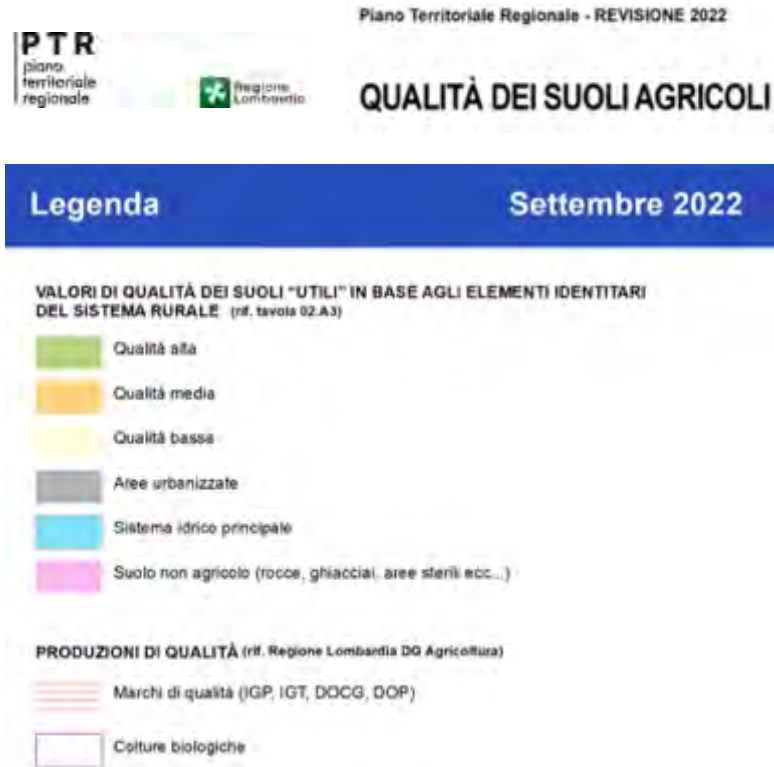 Piano Territoriale Regionale - REVISIONE 2022
PTR
piano
territoriale
regionale
Regione
Lombardia
QUALITÀ DEI SUOLI AGRICOLI
Legenda
Settembre 2022
VALORI DI QUALITÀ DEI SUOLI "UTILI" IN BASE AGLI ELEMENTI IDENTITARI
DEL SISTEMA RURALE (rif. tavola 02.A3)
Qualità alta
Qualità media
Qualità bassa
Aree urbanizzate
Sistema idrico principale
Suolo non agricolo (rocce, ghiacciai, aree sterili ecc...)
PRODUZIONI DI QUALITÀ (rif. Regione Lombardia DG Agricoltura)
Marchi di qualità (IGP, IGT, DOCG, DOP)
Colture biologiche